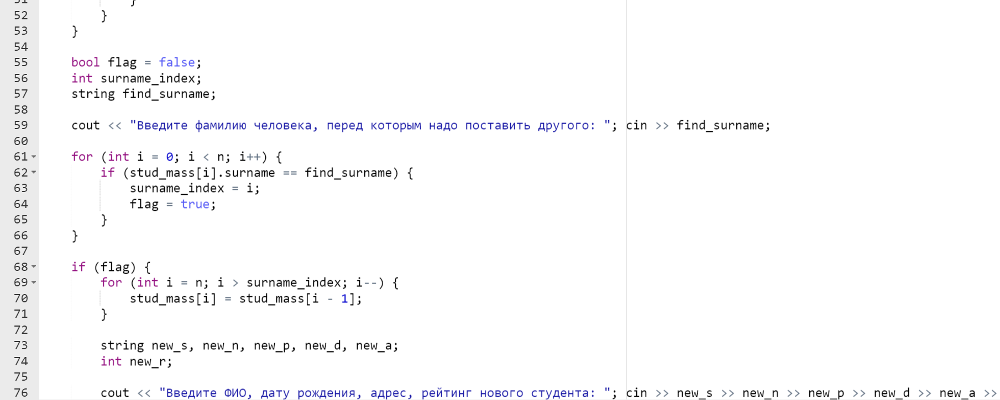 51            }
52        }
53    }
54
55    bool flag = false;
56    int surname_index;
57    string find_surname;
58
59    cout << "Введите фамилию человека, перед которым надо поставить другого: "; cin >> find_surname;
60
61    for (int i = 0; i < n; i++) {
62        if (stud_mass[i].surname == find_surname) {
63            surname_index = i;
64            flag = true;
65        }
66    }
67
68    if (flag) {
69        for (int i = n; i > surname_index; i--) {
70            stud_mass[i] = stud_mass[i - 1];
71        }
72
73        string new_s, new_n, new_p, new_d, new_a;
74        int new_r;
75
76        cout << "Введите ФИО, дату рождения, адрес, рейтинг нового студента: "; cin >> new_s >> new_n >> new_p >> new_d >> new_a >>